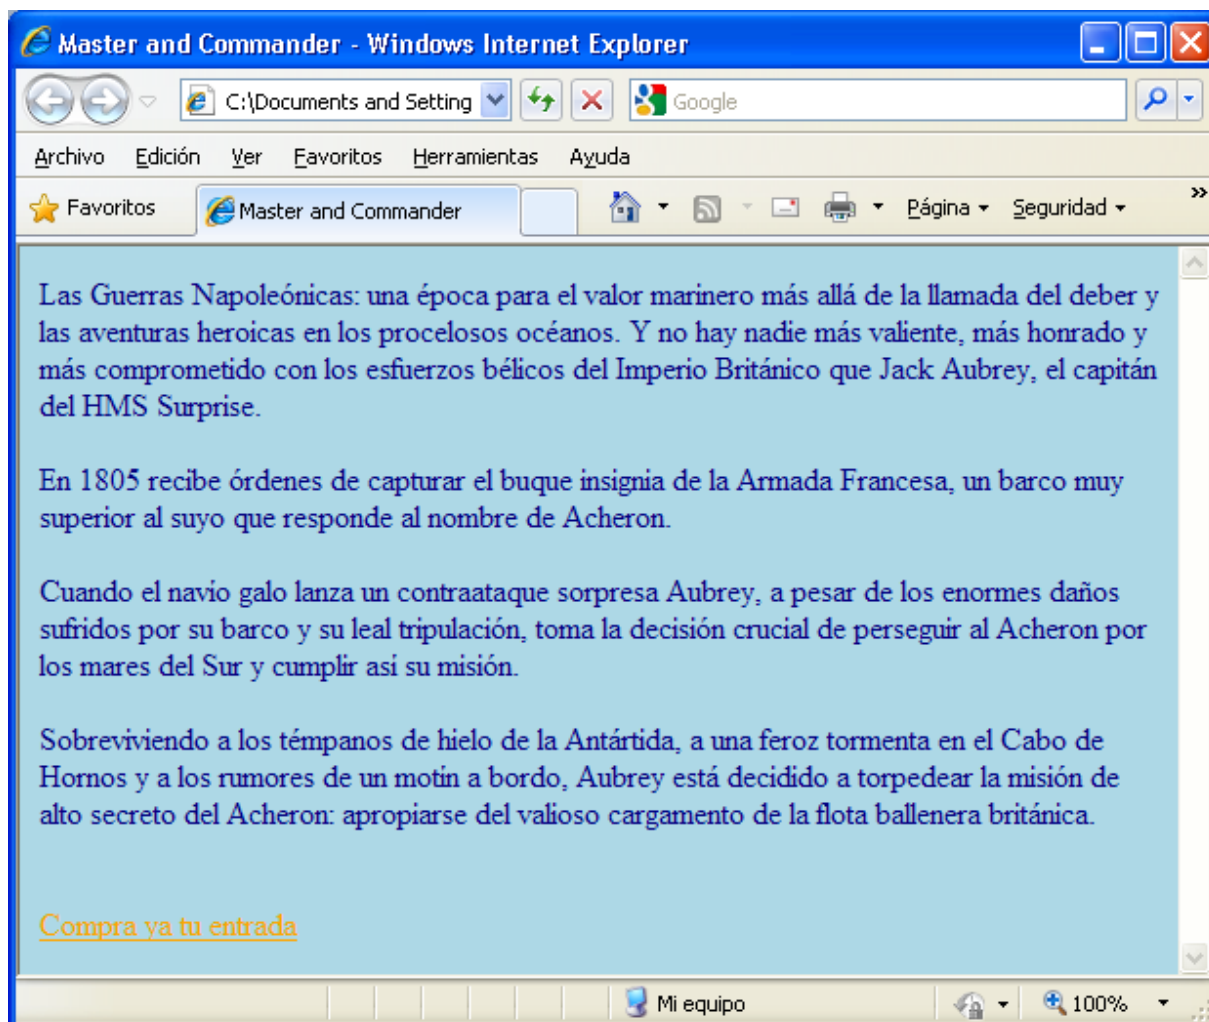 Master and Commander - Windows Internet Explorer
C:\Documents and Setting
Google
Archivo Edición Ver Favoritos Herramientas Ayuda
Favoritos Master and Commander Página Seguridad »
Las Guerras Napoleónicas: una época para el valor marinero más allá de la llamada del deber y
las aventuras heroicas en los procelosos océanos. Y no hay nadie más valiente, más honrado y
más comprometido con los esfuerzos bélicos del Imperio Británico que Jack Aubrey, el capitán
del HMS Surprise.
En 1805 recibe órdenes de capturar el buque insignia de la Armada Francesa, un barco muy
superior al suyo que responde al nombre de Acheron.
Cuando el navío galo lanza un contraataque sorpresa Aubrey, a pesar de los enormes daños
sufridos por su barco y su leal tripulación, toma la decisión crucial de perseguir al Acheron por
los mares del Sur y cumplir así su misión.
Sobreviviendo a los témpanos de hielo de la Antártida, a una feroz tormenta en el Cabo de
Hornos y a los rumores de un motín a bordo, Aubrey está decidido a torpedear la misión de
alto secreto del Acheron: apropiarse del valioso cargamento de la flota ballenera británica.
Compra ya tu entrada
Mi equipo 100%